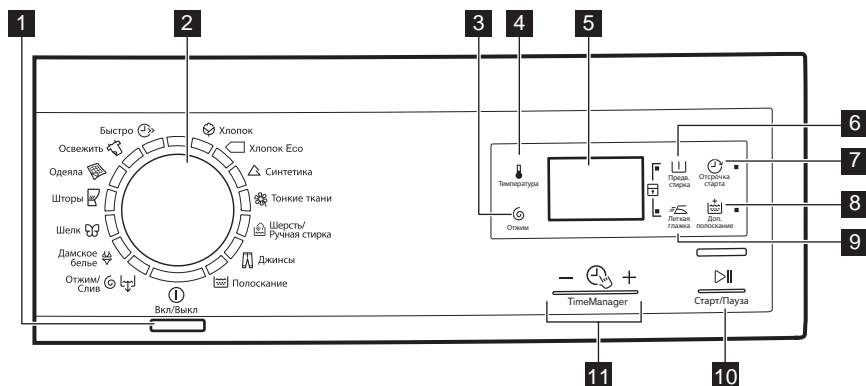 1
2
3
4
5
6
7
8
9
10
11
Быстро
Освежить
Одеяла
Шторы
Шелк
Дамское
белье
Отжим/
Слив
Вкл/Выкл
Хлопок
Хлопок Eco
Синтетика
Тонкие ткани
Шерсть/
Ручная стирка
Джинсы
Полоскание
Температура
Отжим
Предв.
стирка
Отсрочка
старта
Легкая
глажка
Доп.
полоскание
TimeManager
Старт/Пауза